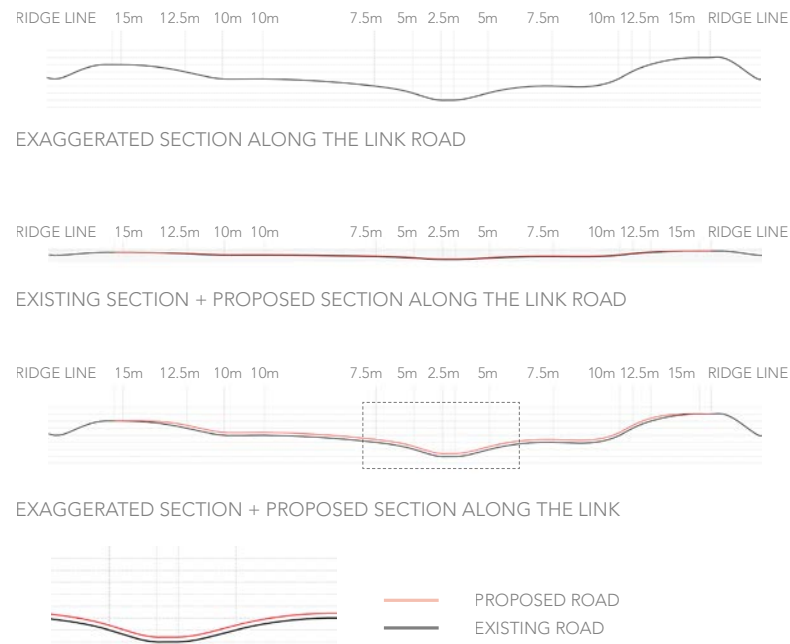 RIDGE LINE 15m 12.5m 10m 10m 7.5m 5m 2.5m 5m 7.5m 10m 12.5m 15m RIDGE LINE
EXAGGERATED SECTION ALONG THE LINK ROAD
RIDGE LINE 15m 12.5m 10m 10m 7.5m 5m 2.5m 5m 7.5m 10m 12.5m 15m RIDGE LINE
EXISTING SECTION + PROPOSED SECTION ALONG THE LINK ROAD
RIDGE LINE 15m 12.5m 10m 10m 7.5m 5m 2.5m 5m 7.5m 10m 12.5m 15m RIDGE LINE
EXAGGERATED SECTION + PROPOSED SECTION ALONG THE LINK
PROPOSED ROAD
EXISTING ROAD